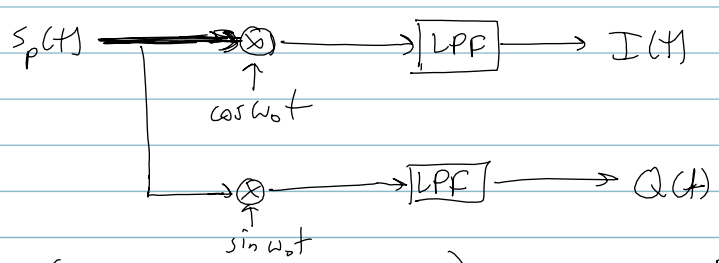 s_p(t) ⊗ LPF I(t)
cos ω₀t
⊗ LPF Q(t)
sin ω₀t